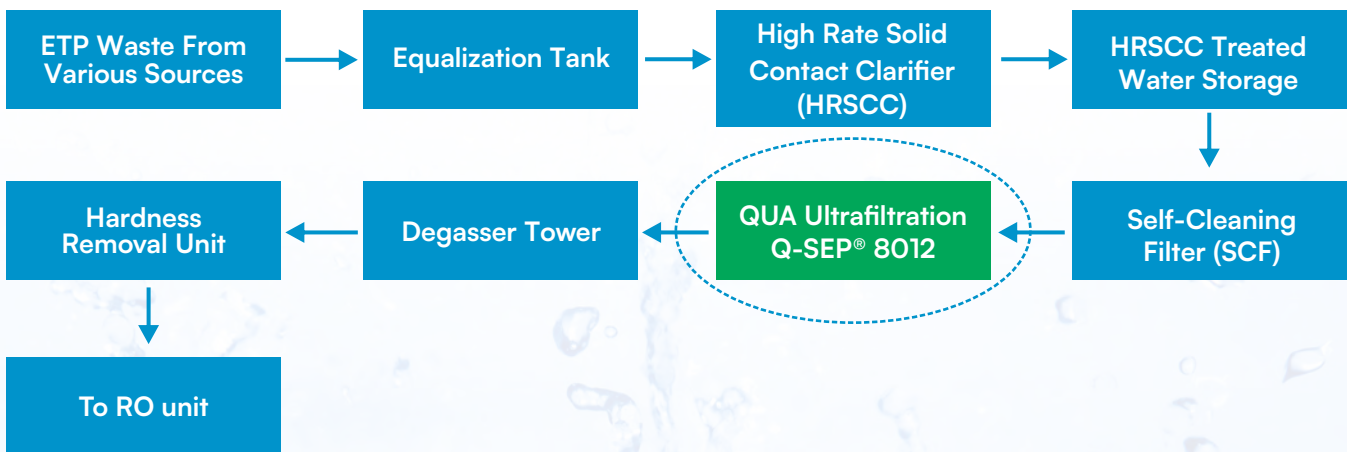 ETP Waste From
Various Sources
Equalization Tank
High Rate Solid
Contact Clarifier
(HRSCC)
HRSCC Treated
Water Storage
Self-Cleaning
Filter (SCF)
QUA Ultrafiltration
Q-SEP® 8012
Degasser Tower
Hardness
Removal Unit
To RO unit